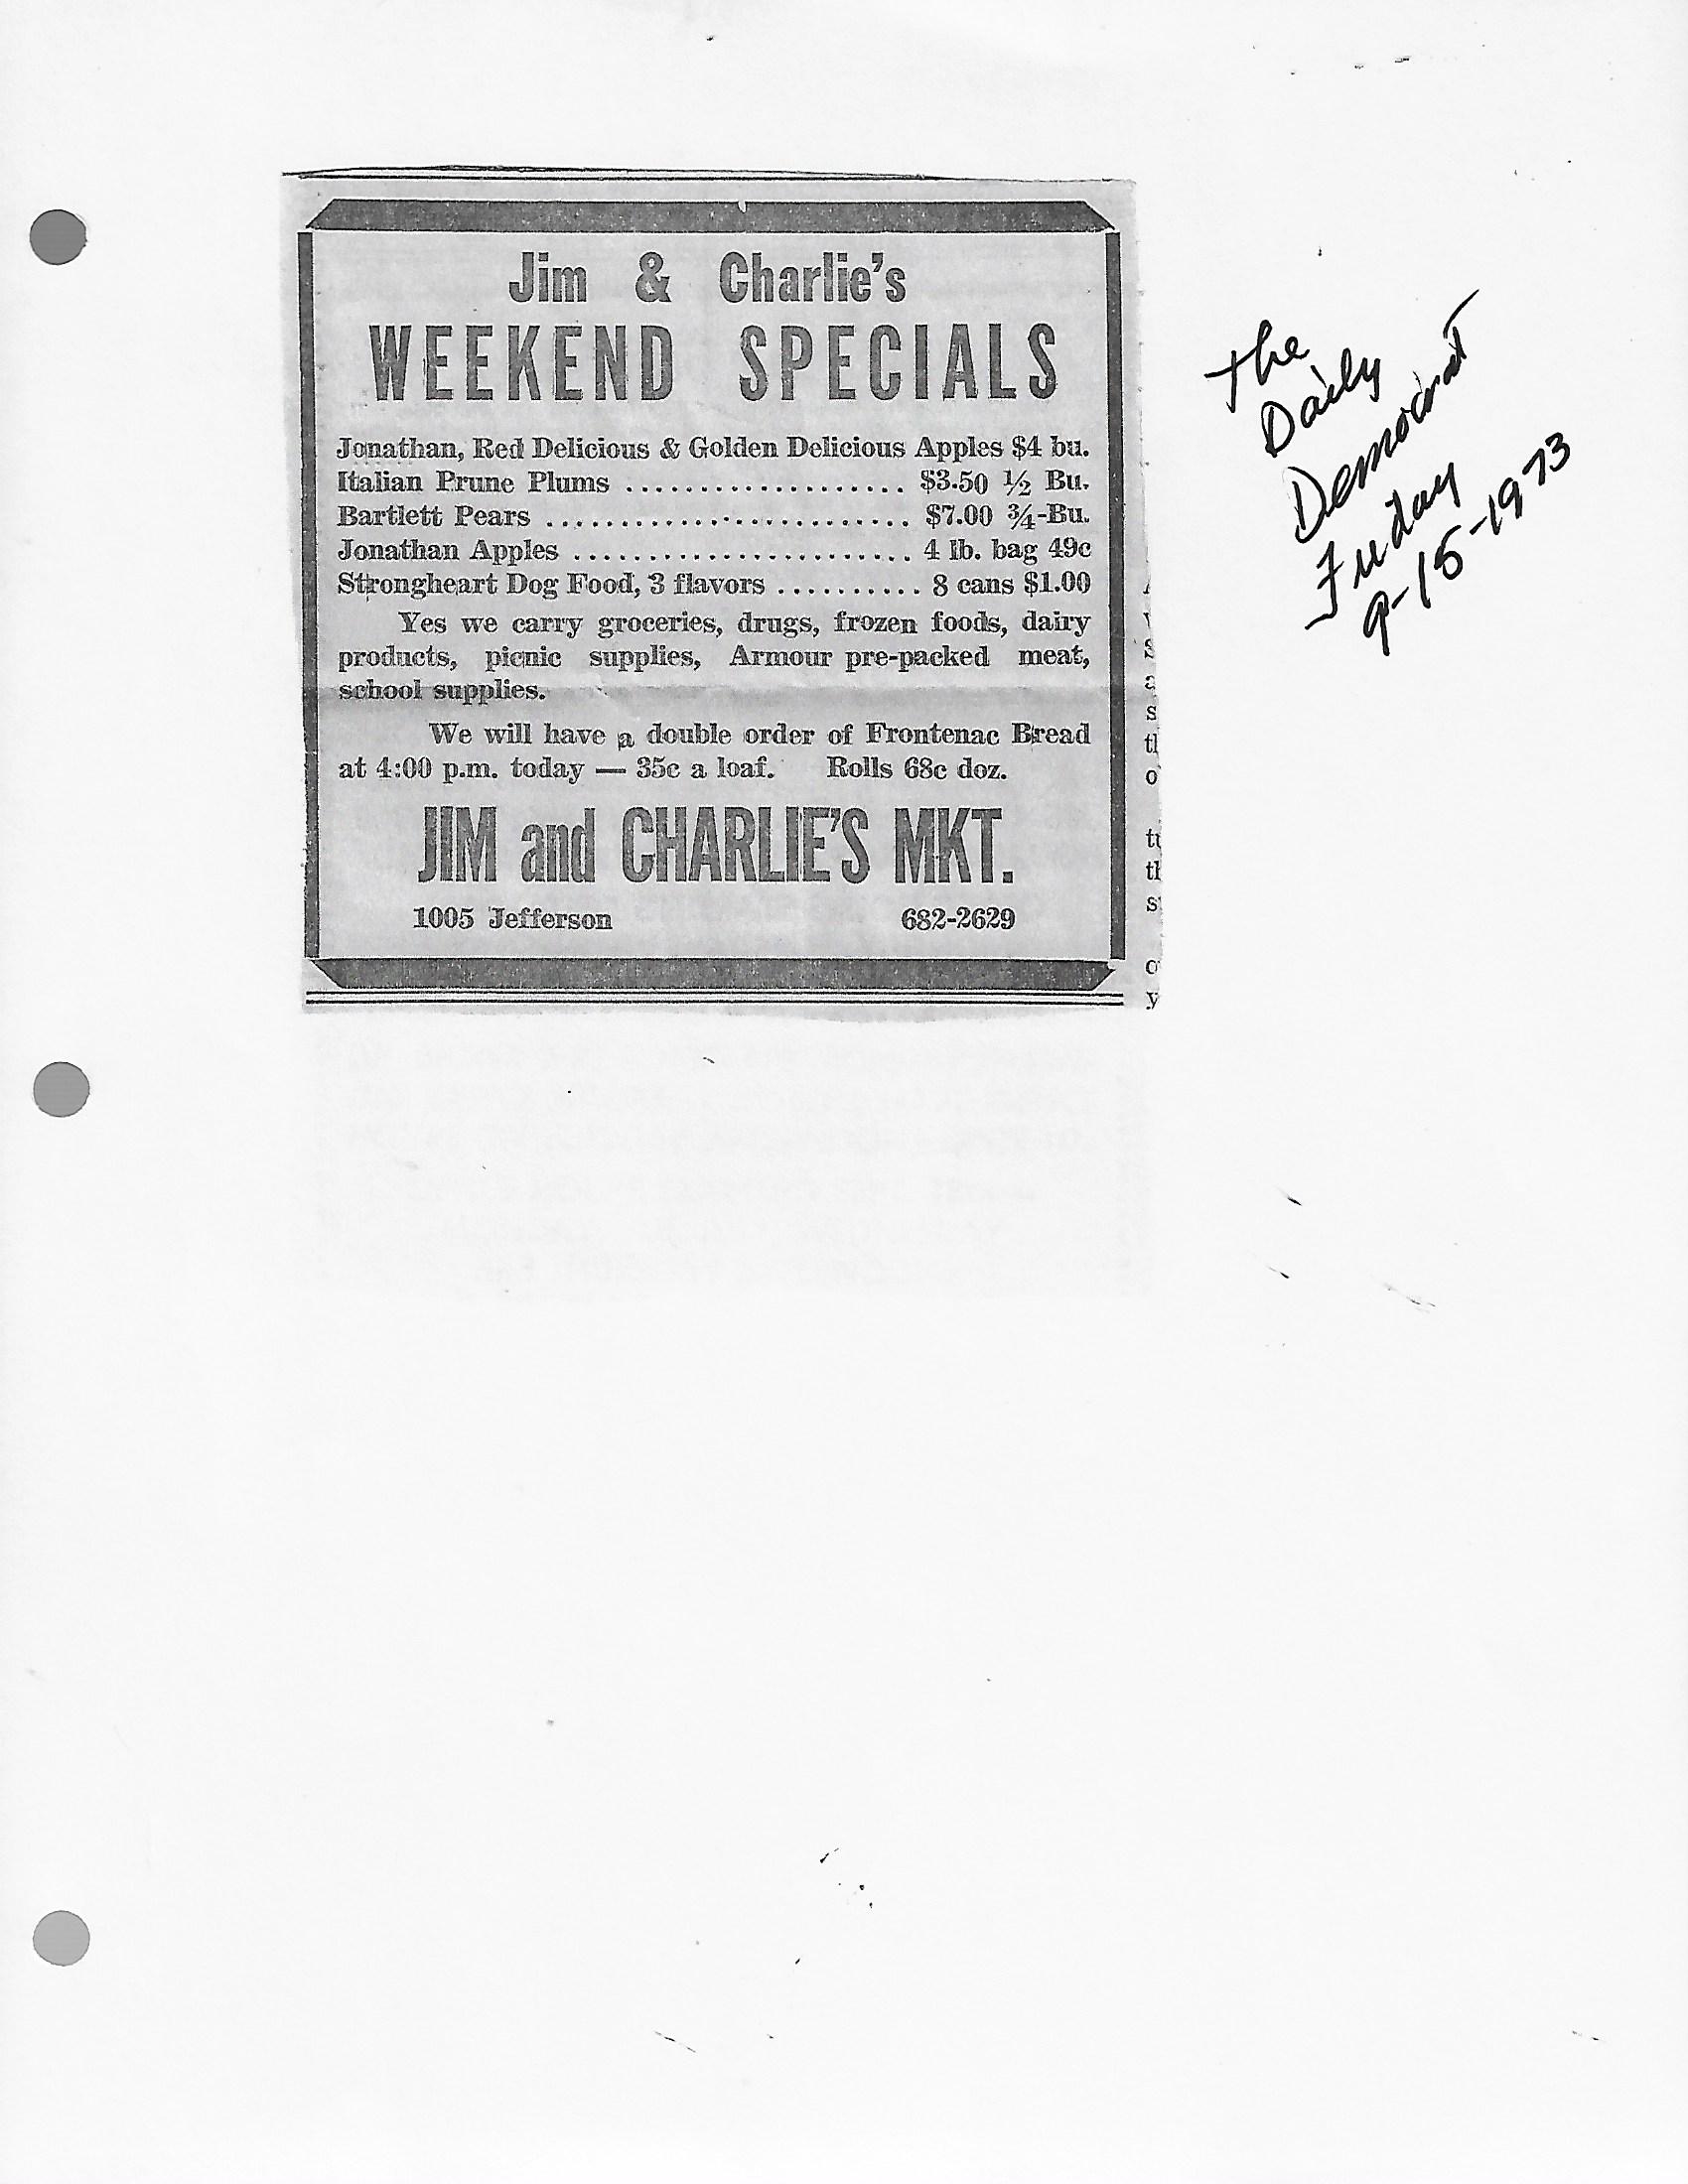 Jim & Charlie's
WEEKEND SPECIALS
Jonathan, Red Delicious & Golden Delicious Apples $4 bu.
Italian Prune Plums .................... $3.50 ½ Bu.
Bartlett Pears .......................... $7.00 ¾-Bu.
Jonathan Apples ........................ 4 lb. bag 49c
Strongheart Dog Food, 3 flavors .......... 8 cans $1.00
Yes we carry groceries, drugs, frozen foods, dairy
products, picnic supplies, Armour pre-packed meat,
school supplies.
We will have a double order of Frontenac Bread
at 4:00 p.m. today — 35c a loaf. Rolls 68c doz.
JIM and CHARLIE'S MKT.
1005 Jefferson 682-2629
The
Daily
Democrat
Friday
9-15-1973